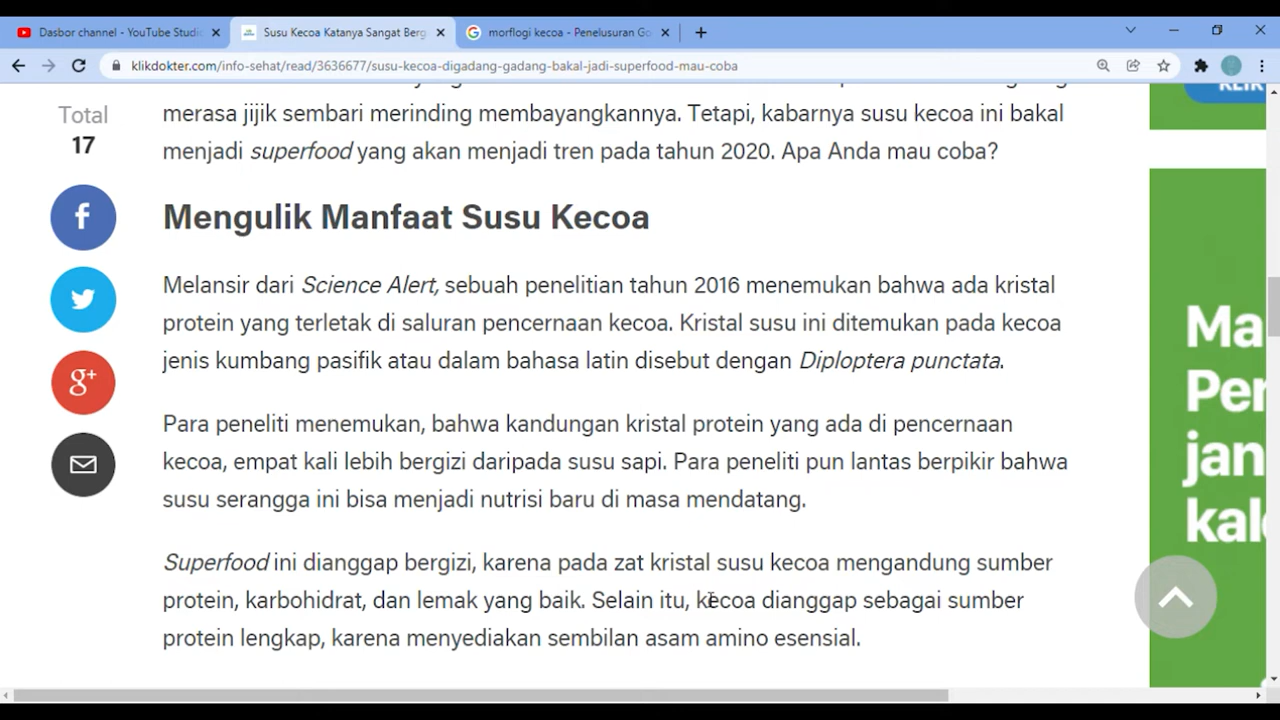 Dasbor channel - YouTube Studi
Susu Kecoa Katanya Sangat Berg
morflogi kecoa - Penelusuran Go
klikdokter.com/info-sehat/read/3636677/susu-kecoa-digadang-gadang-bakal-jadi-superfood-mau-coba
Total
17
merasa jijik sembari merinding membayangkannya. Tetapi, kabarnya susu kecoa ini bakal
menjadi superfood yang akan menjadi tren pada tahun 2020. Apa Anda mau coba?
Mengulik Manfaat Susu Kecoa
Melansir dari Science Alert, sebuah penelitian tahun 2016 menemukan bahwa ada kristal
protein yang terletak di saluran pencernaan kecoa. Kristal susu ini ditemukan pada kecoa
jenis kumbang pasifik atau dalam bahasa latin disebut dengan Diploptera punctata.
Para peneliti menemukan, bahwa kandungan kristal protein yang ada di pencernaan
kecoa, empat kali lebih bergizi daripada susu sapi. Para peneliti pun lantas berpikir bahwa
susu serangga ini bisa menjadi nutrisi baru di masa mendatang.
Superfood ini dianggap bergizi, karena pada zat kristal susu kecoa mengandung sumber
protein, karbohidrat, dan lemak yang baik. Selain itu, kecoa dianggap sebagai sumber
protein lengkap, karena menyediakan sembilan asam amino esensial.
f
g+
Ma
Per
jan
kal